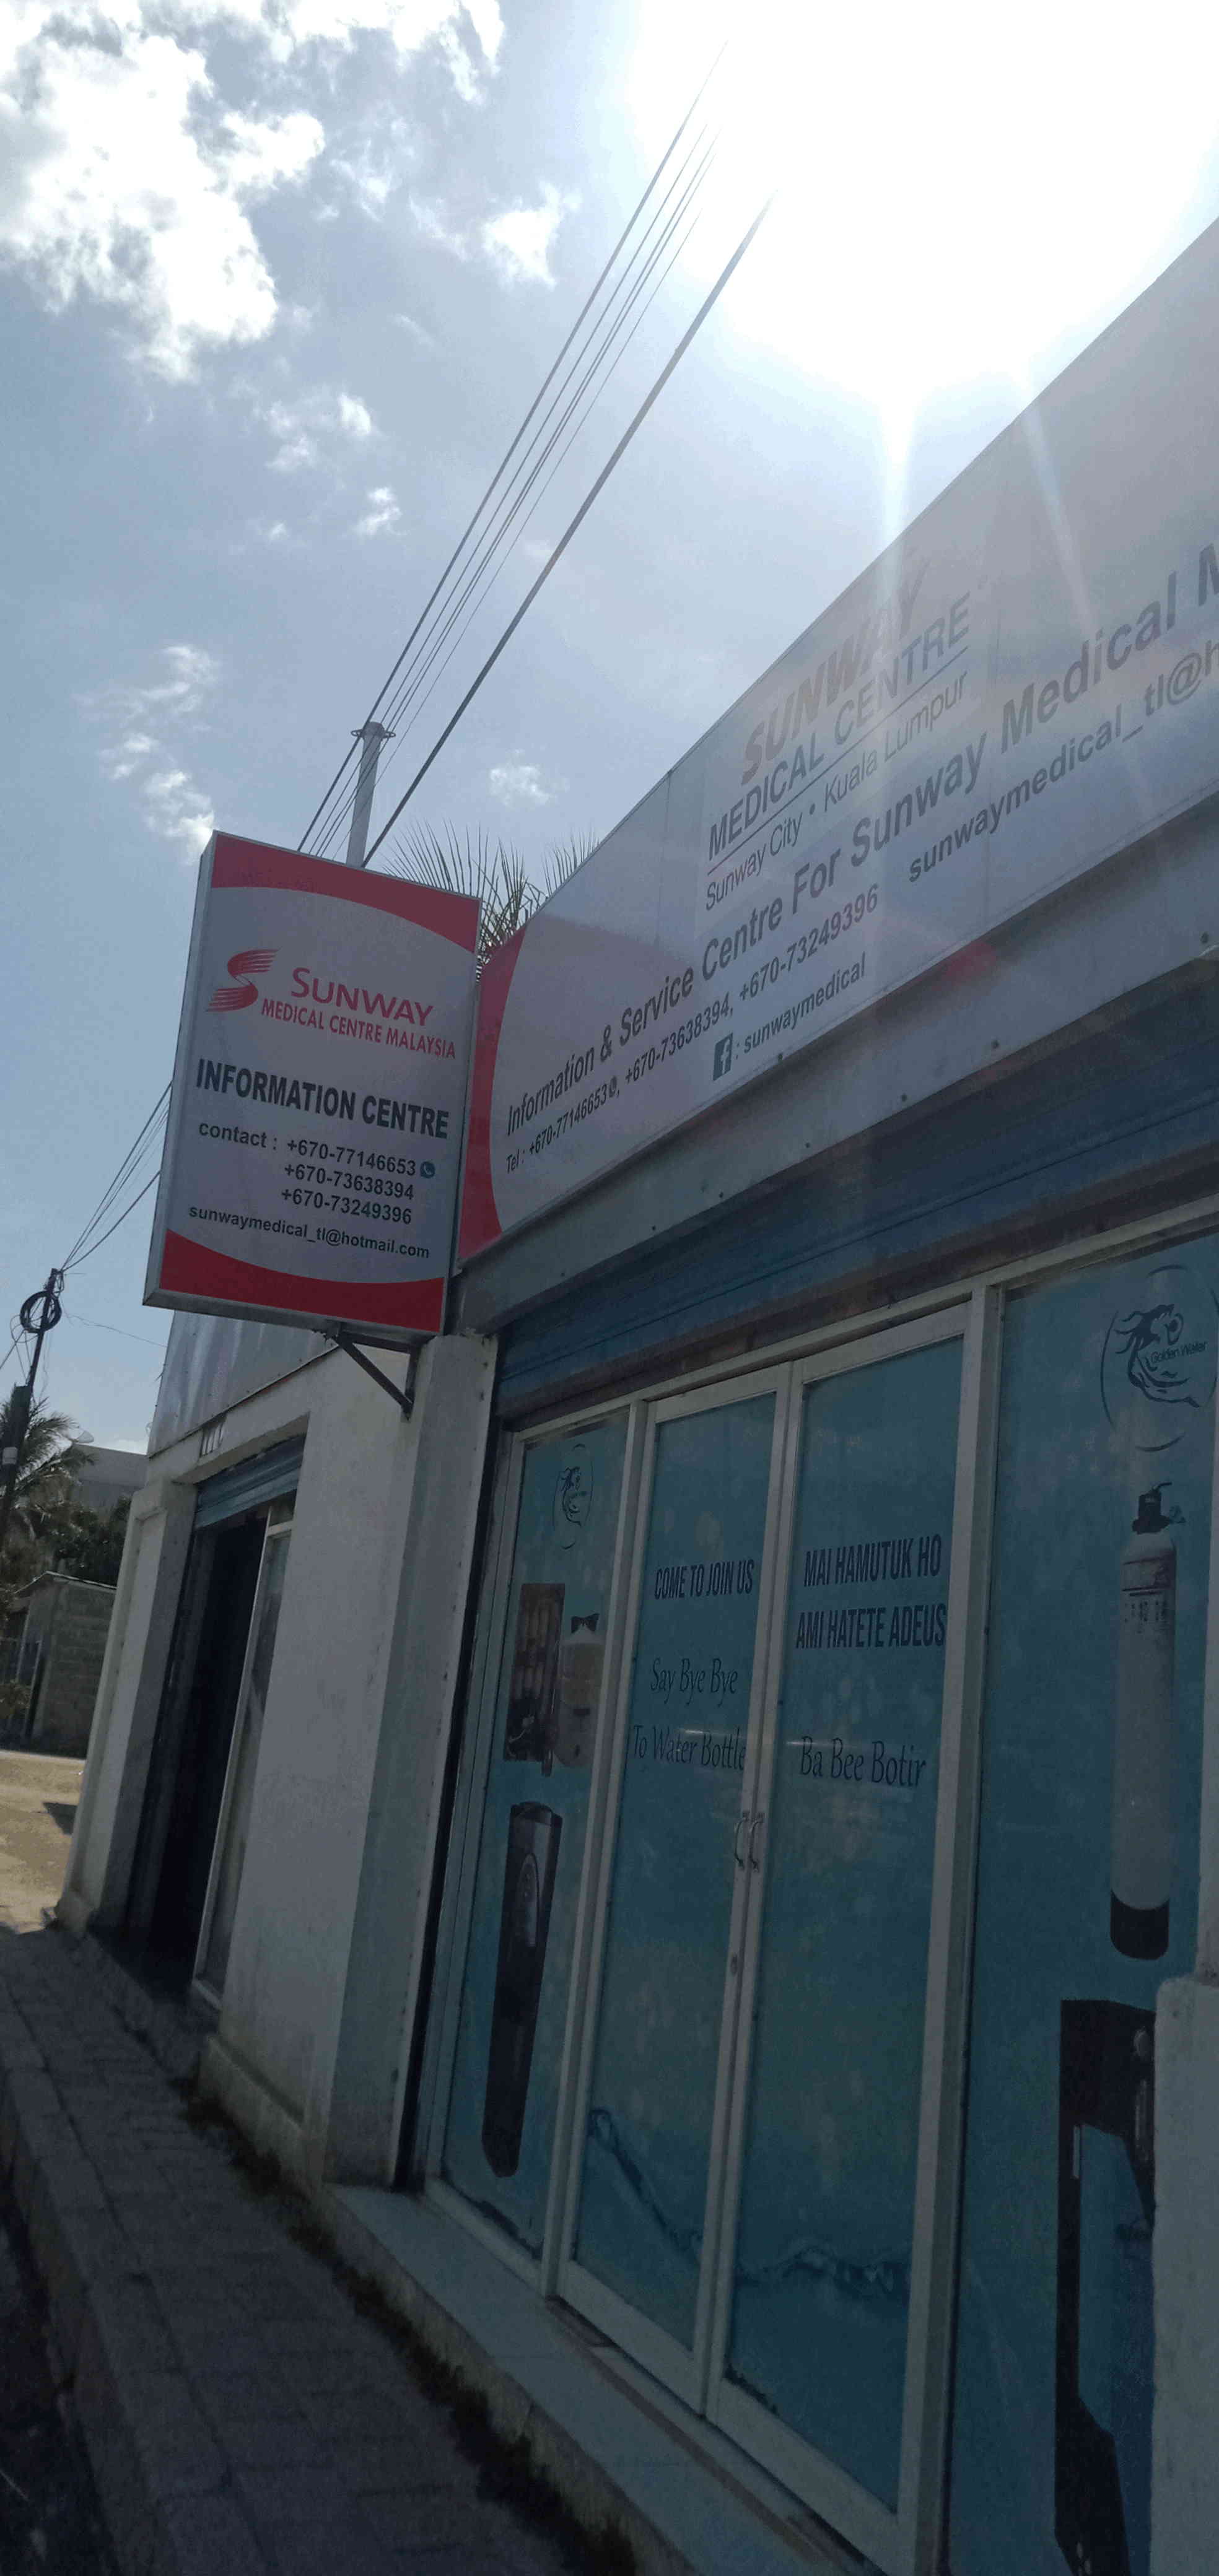 SUNWAY
MEDICAL CENTRE MALAYSIA
INFORMATION CENTRE
contact : +670-77146653
+670-73638394
+670-73249396
sunwaymedical_tl@hotmail.com
SUNWAY
MEDICAL CENTRE
Sunway City • Kuala Lumpur
Information & Service Centre For Sunway Medical M
Tel : +670-77146653, +670-73638394, +670-73249396 sunwaymedical_tl@h
: sunwaymedical
Golden Water
COME TO JOIN US
Say Bye Bye
To Water Bottle
MAI HAMUTUK HO
AMI HATETE ADEUS
Ba Bee Botir